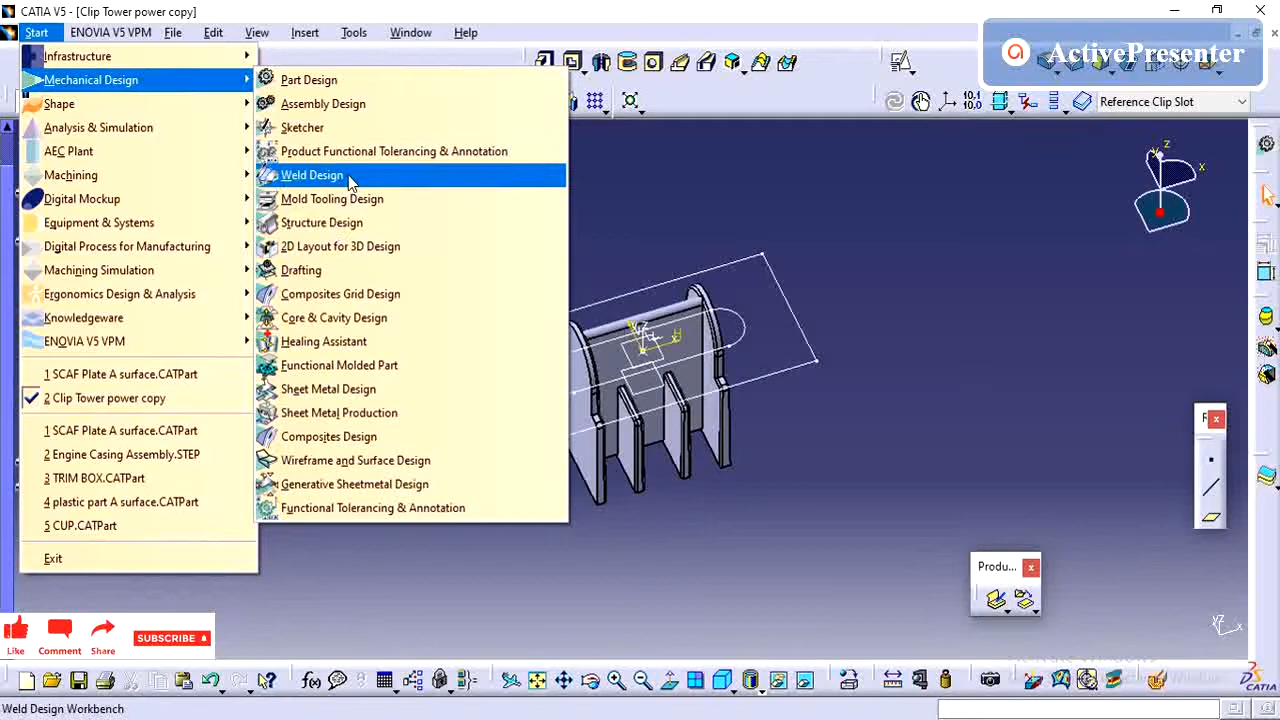 CATIA V5 - [Clip Tower power copy]
Start ENOVIA V5 VPM File Edit View Insert Tools Window Help
ActivePresenter
Infrastructure
Mechanical Design
Shape
Analysis & Simulation
AEC Plant
Machining
Digital Mockup
Equipment & Systems
Digital Process for Manufacturing
Machining Simulation
Ergonomics Design & Analysis
Knowledgeware
ENOVIA V5 VPM
1 SCAF Plate A surface.CATPart
2 Clip Tower power copy
1 SCAF Plate A surface.CATPart
2 Engine Casing Assembly.STEP
3 TRIM BOX.CATPart
4 plastic part A surface.CATPart
5 CUP.CATPart
Exit
Part Design
Assembly Design
Sketcher
Product Functional Tolerancing & Annotation
Weld Design
Mold Tooling Design
Structure Design
2D Layout for 3D Design
Drafting
Composites Grid Design
Core & Cavity Design
Healing Assistant
Functional Molded Part
Sheet Metal Design
Sheet Metal Production
Composites Design
Wireframe and Surface Design
Generative Sheetmetal Design
Functional Tolerancing & Annotation
10,0
10.
Reference Clip Slot
z
x
H
Produ...
Like Comment Share SUBSCRIBE
f(x)
CATIA
Weld Design Workbench